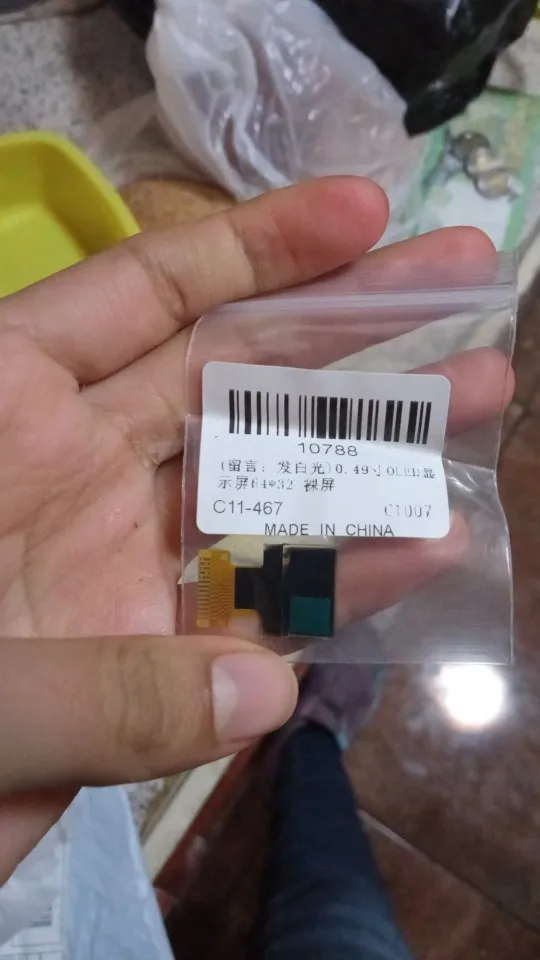 10788
(留言: 发白光)0.49寸OLED显
示屏64*32 裸屏
C11-467 C1007
MADE IN CHINA